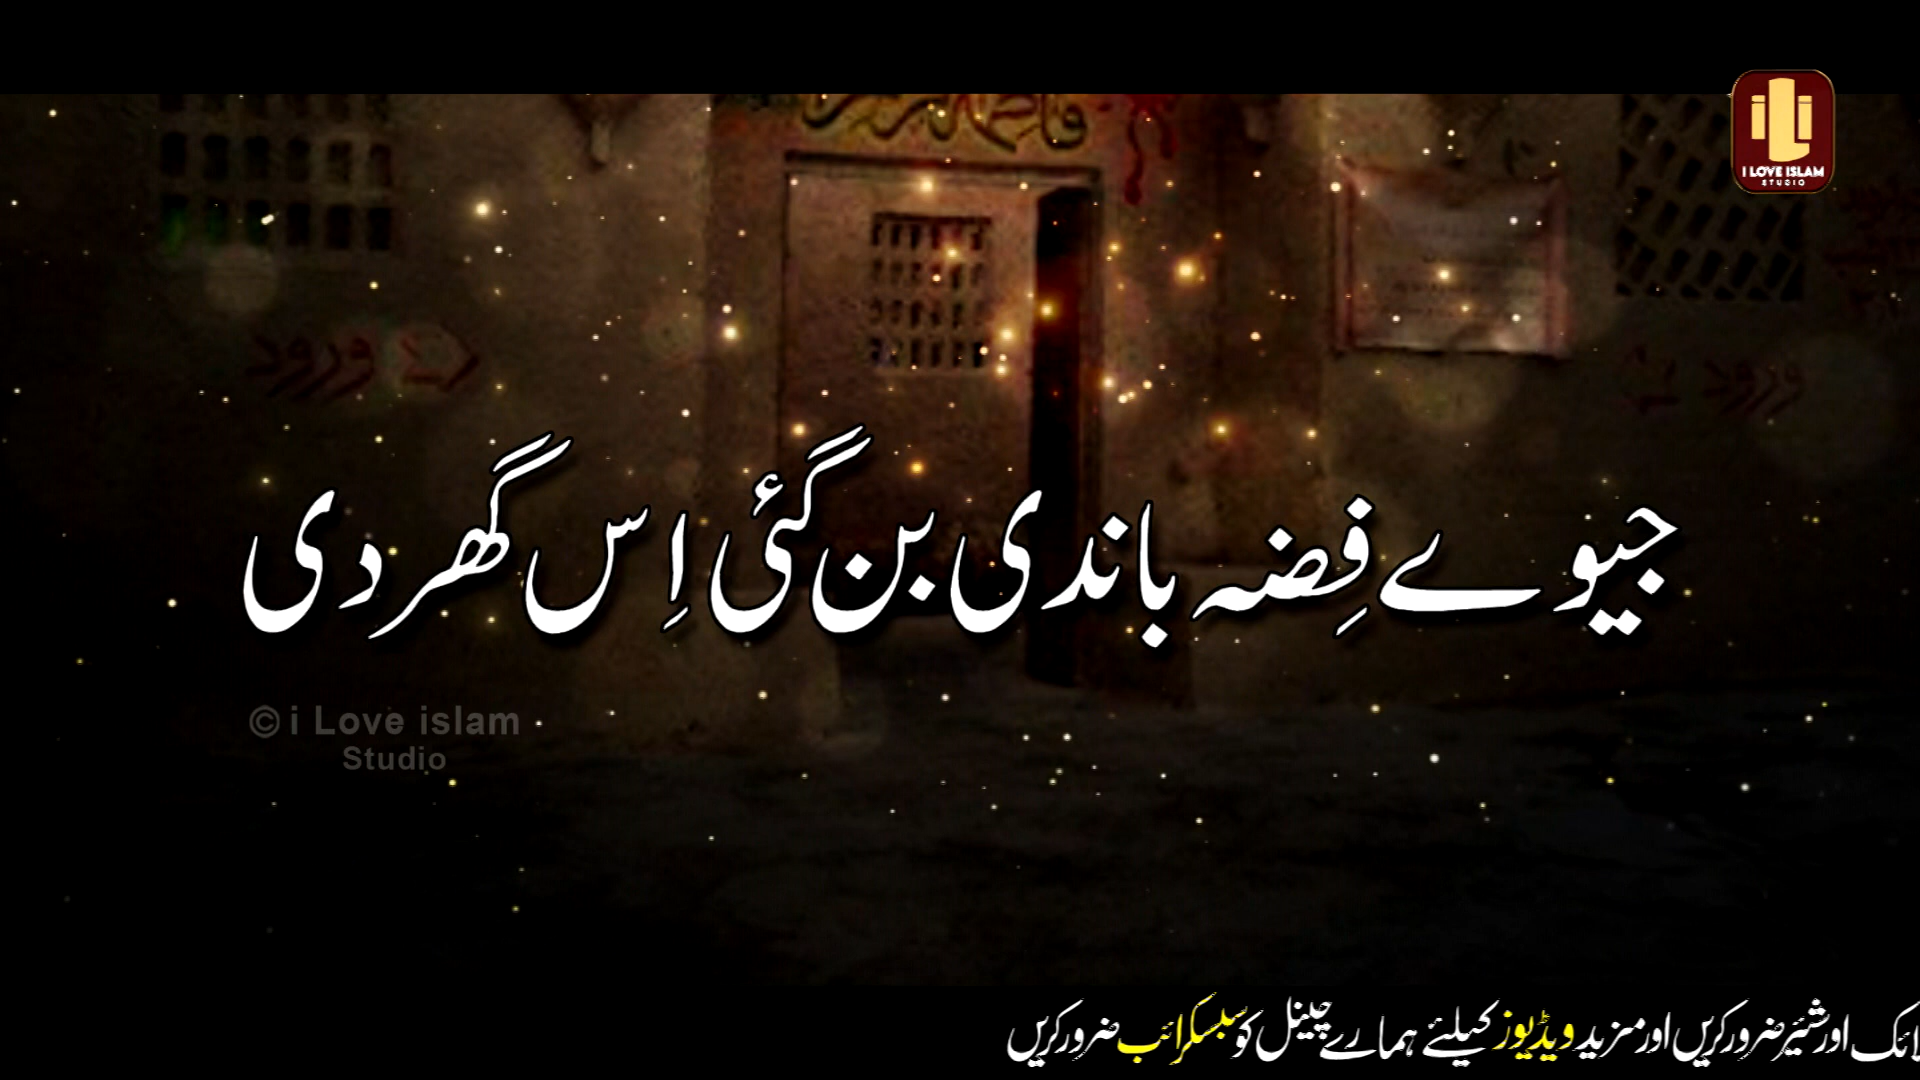 I LOVE ISLAM
STUDIO
جیوے فِضہ باندی بن گئی اِس گھر دی
© i Love islam
Studio
لائک اور شئیر ضرور کریں اور مزید ویڈیوز کیلئے ہمارے چینل کو سبسکرائب ضرور کریں